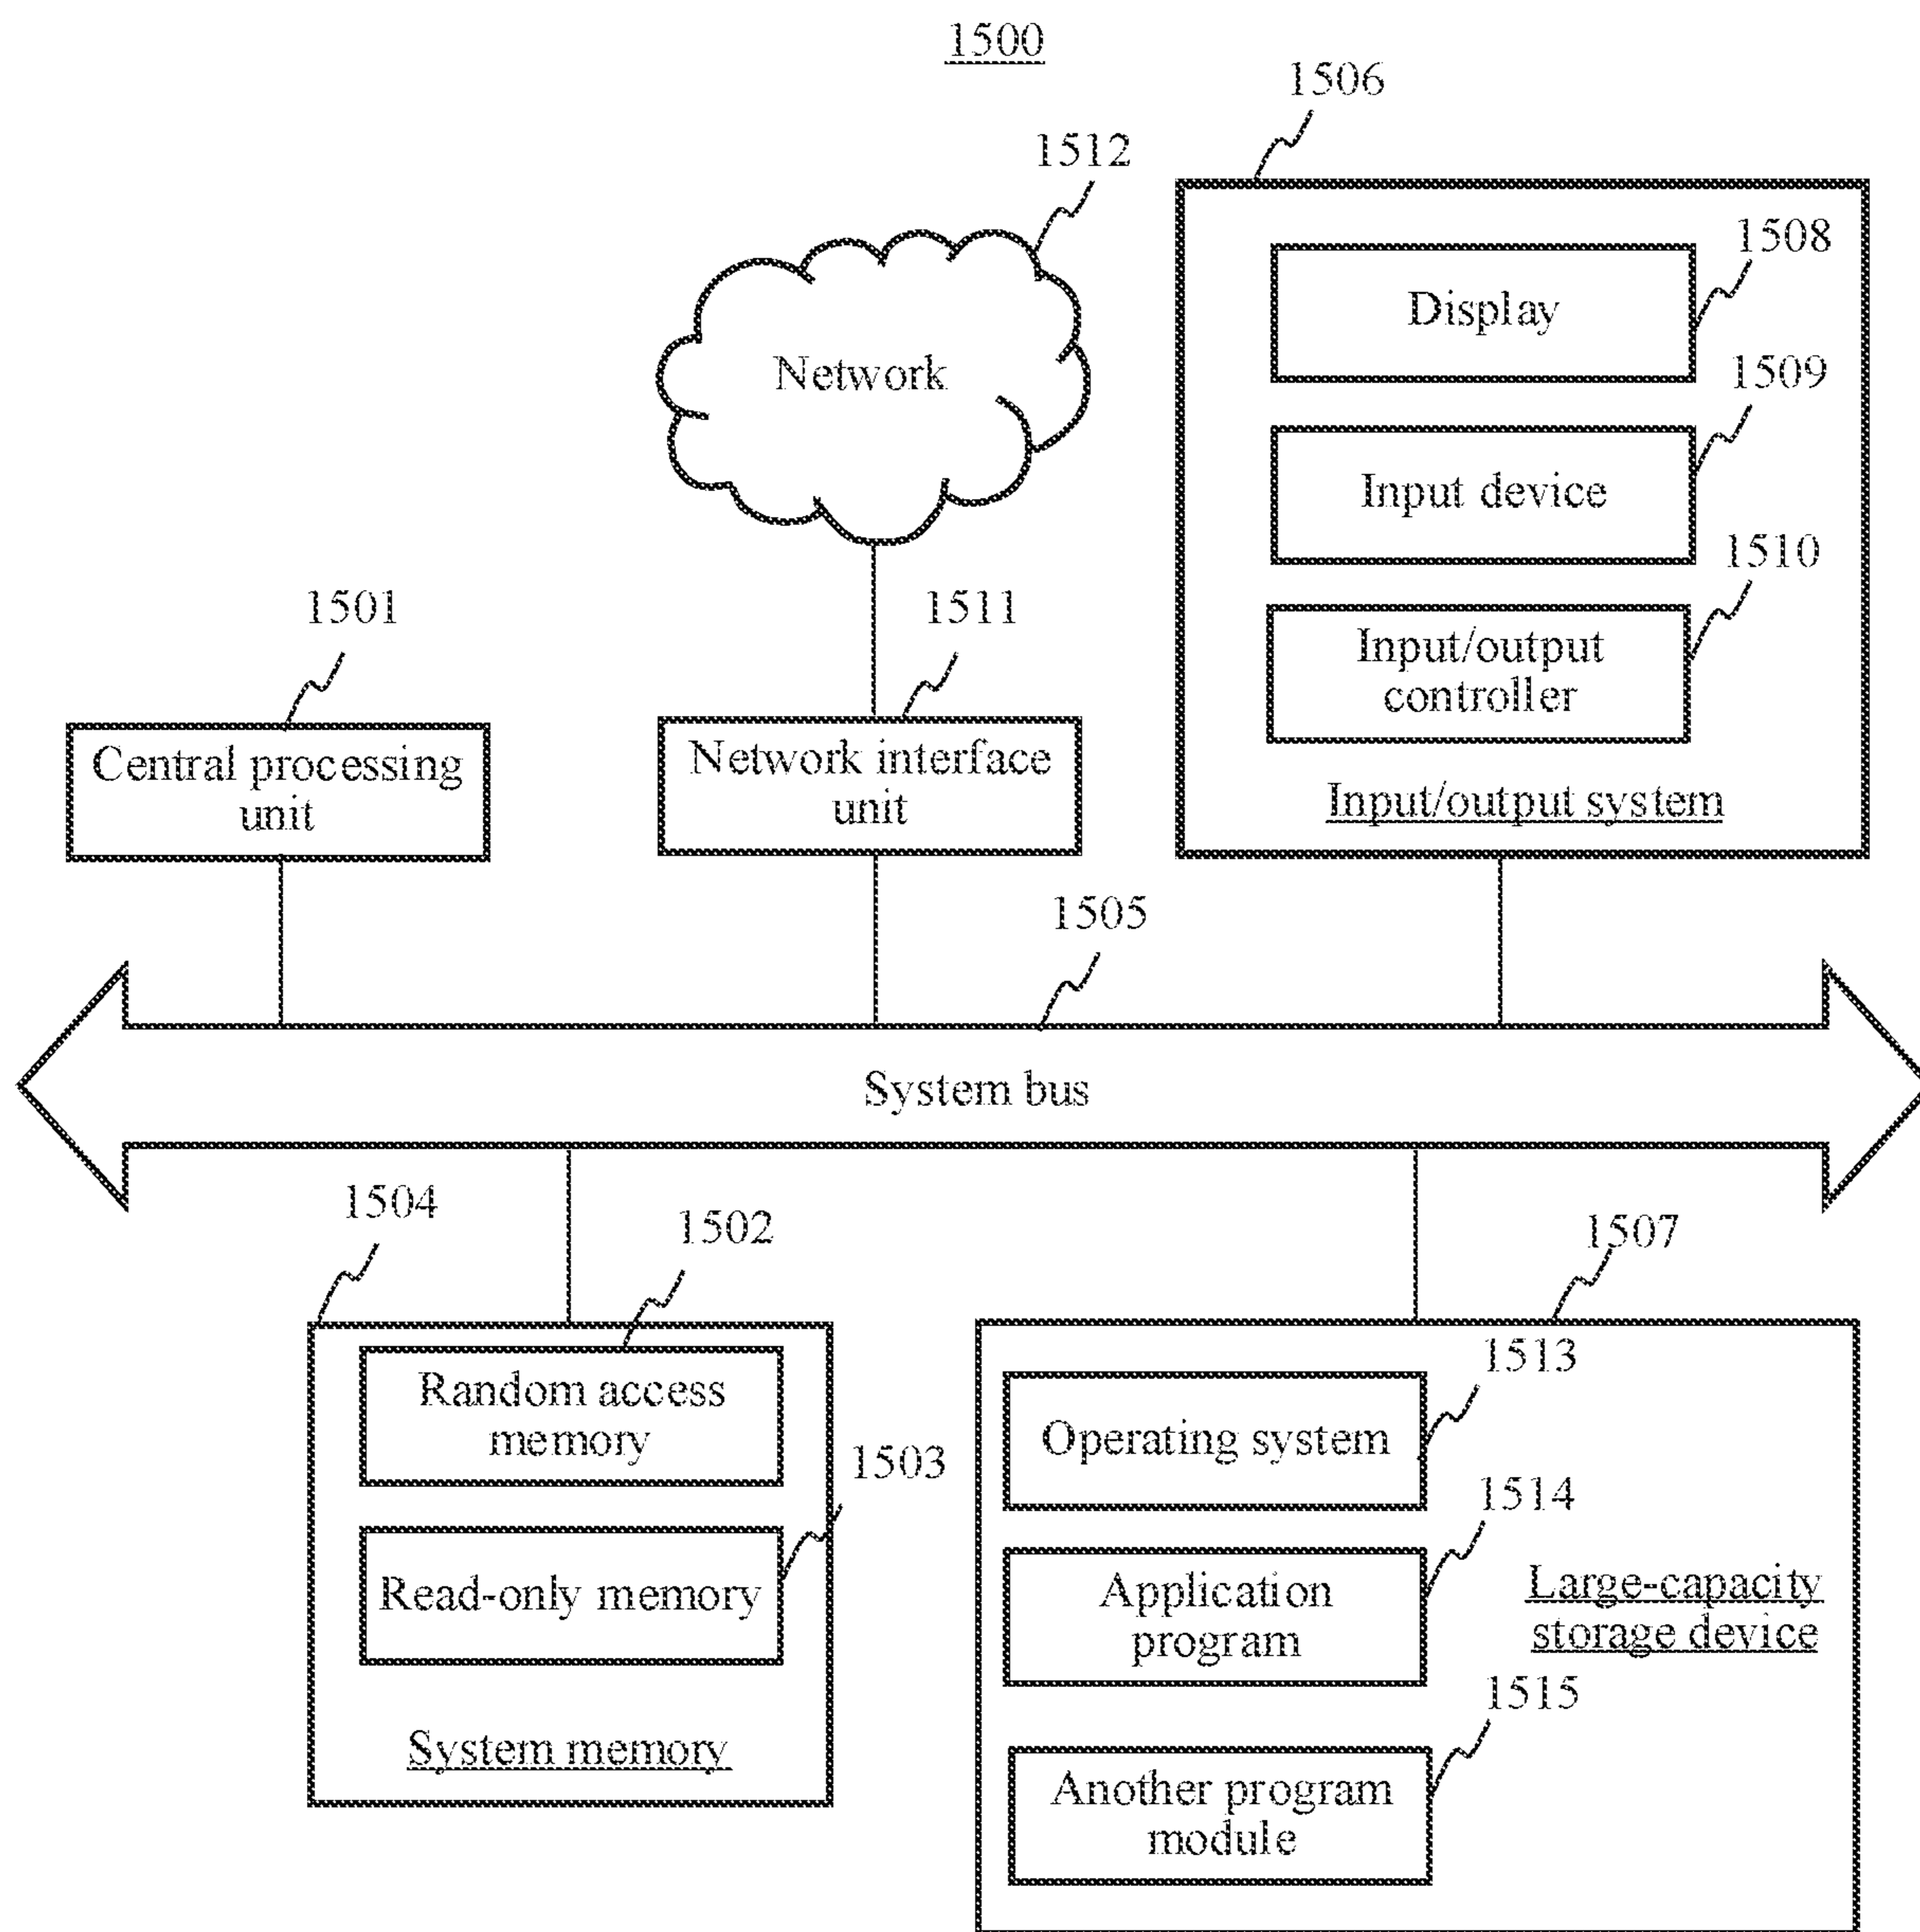 1500
1506
1512
1508
Display
Network
1509
Input device
1510
1501
1511
Input/output
controller
Central processing
unit
Network interface
unit
Input/output system
1505
System bus
1504
1502
1507
Random access
memory
1513
Operating system
1503
1514
Read-only memory
Application
program
Large-capacity
storage device
1515
System memory
Another program
module